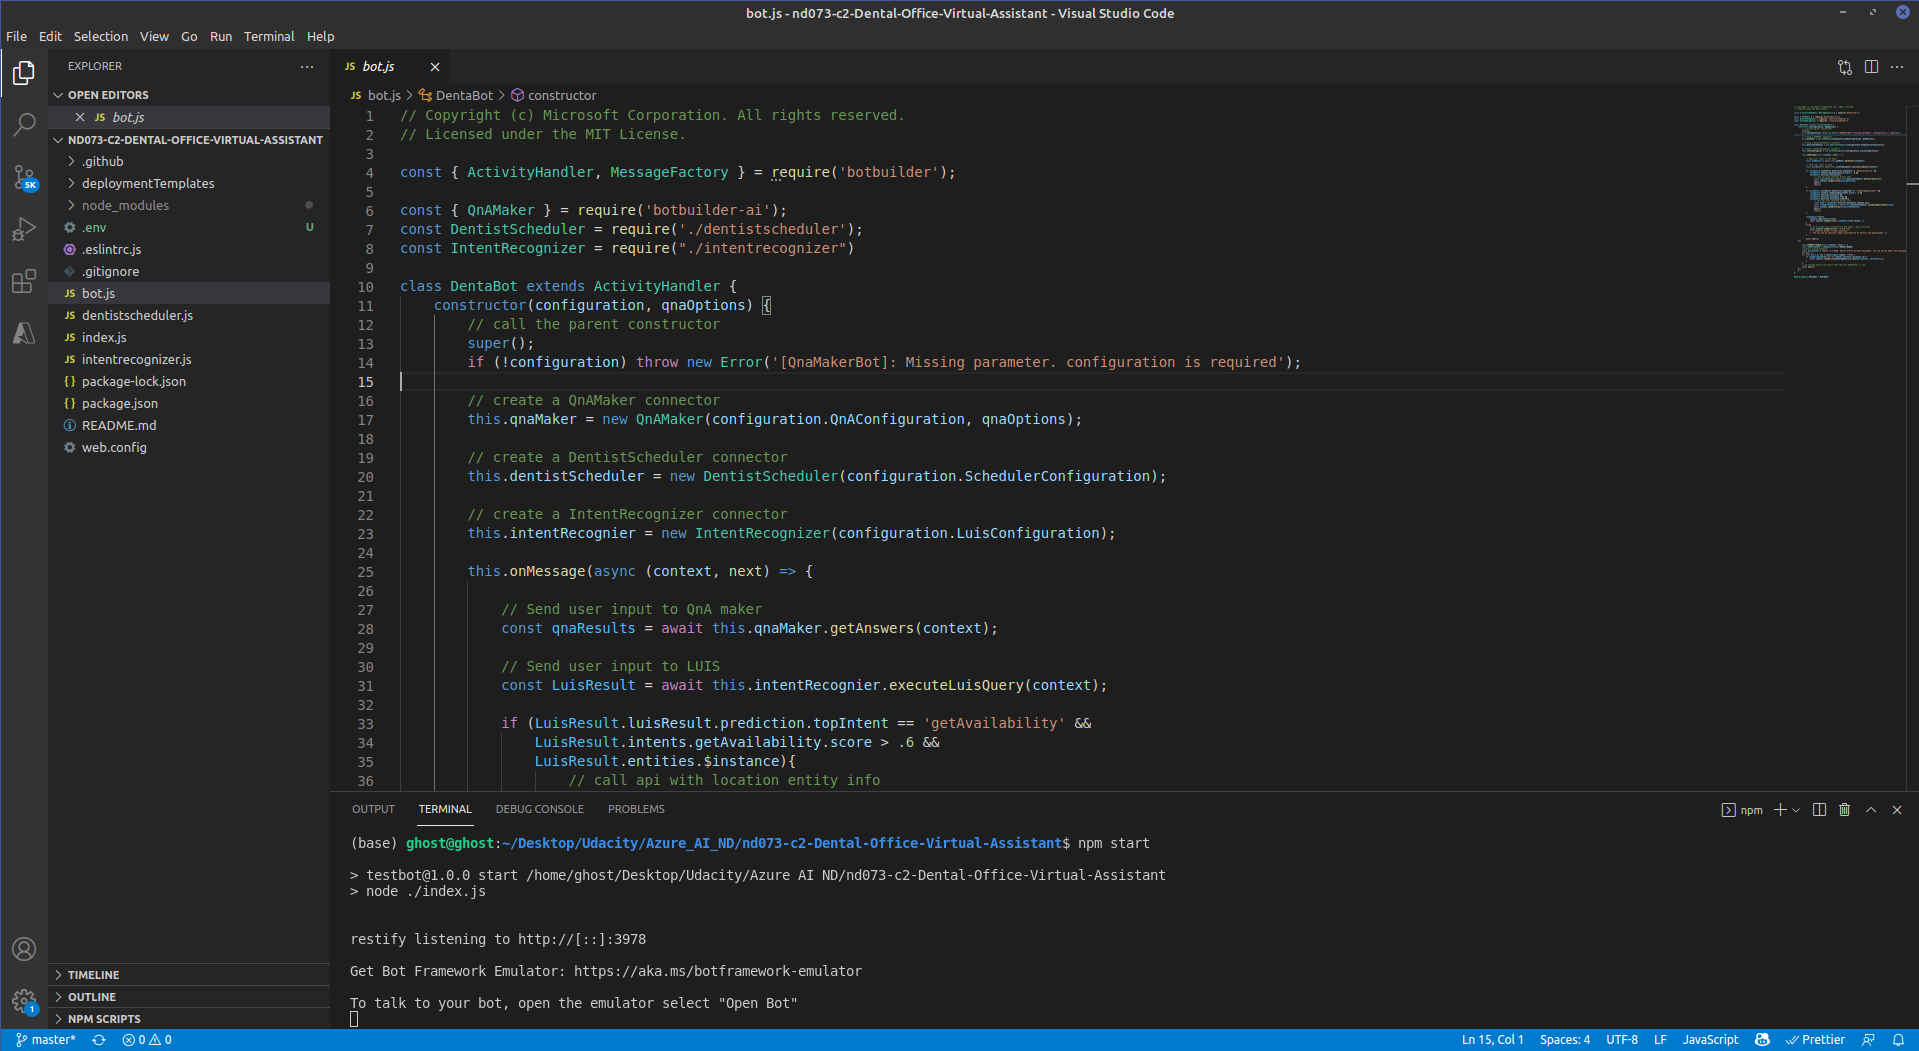 bot.js - nd073-c2-Dental-Office-Virtual-Assistant - Visual Studio Code
File Edit Selection View Go Run Terminal Help
EXPLORER
OPEN EDITORS
JS bot.js
ND073-C2-DENTAL-OFFICE-VIRTUAL-ASSISTANT
.github
deploymentTemplates
node_modules
.env U
.eslintrc.js
.gitignore
JS bot.js
JS dentistscheduler.js
JS index.js
JS intentrecognizer.js
{} package-lock.json
{} package.json
README.md
web.config
TIMELINE
OUTLINE
NPM SCRIPTS
5K
1
JS bot.js
JS bot.js > DentaBot > constructor
1 // Copyright (c) Microsoft Corporation. All rights reserved.
2 // Licensed under the MIT License.
3
4 const { ActivityHandler, MessageFactory } = require('botbuilder');
5
6 const { QnAMaker } = require('botbuilder-ai');
7 const DentistScheduler = require('./dentistscheduler');
8 const IntentRecognizer = require("./intentrecognizer")
9
10 class DentaBot extends ActivityHandler {
11 constructor(configuration, qnaOptions) {
12 // call the parent constructor
13 super();
14 if (!configuration) throw new Error('[QnaMakerBot]: Missing parameter. configuration is required');
15
16 // create a QnAMaker connector
17 this.qnaMaker = new QnAMaker(configuration.QnAConfiguration, qnaOptions);
18
19 // create a DentistScheduler connector
20 this.dentistScheduler = new DentistScheduler(configuration.SchedulerConfiguration);
21
22 // create a IntentRecognizer connector
23 this.intentRecognier = new IntentRecognizer(configuration.LuisConfiguration);
24
25 this.onMessage(async (context, next) => {
26
27 // Send user input to QnA maker
28 const qnaResults = await this.qnaMaker.getAnswers(context);
29
30 // Send user input to LUIS
31 const LuisResult = await this.intentRecognier.executeLuisQuery(context);
32
33 if (LuisResult.luisResult.prediction.topIntent == 'getAvailability' &&
34 LuisResult.intents.getAvailability.score > .6 &&
35 LuisResult.entities.$instance){
36 // call api with location entity info
OUTPUT TERMINAL DEBUG CONSOLE PROBLEMS
npm
(base) ghost@ghost:~/Desktop/Udacity/Azure_AI_ND/nd073-c2-Dental-Office-Virtual-Assistant$ npm start
> testbot@1.0.0 start /home/ghost/Desktop/Udacity/Azure AI ND/nd073-c2-Dental-Office-Virtual-Assistant
> node ./index.js
restify listening to http://[::]:3978
Get Bot Framework Emulator: https://aka.ms/botframework-emulator
To talk to your bot, open the emulator select "Open Bot"
master* 0 0 Ln 15, Col 1 Spaces: 4 UTF-8 LF JavaScript Prettier